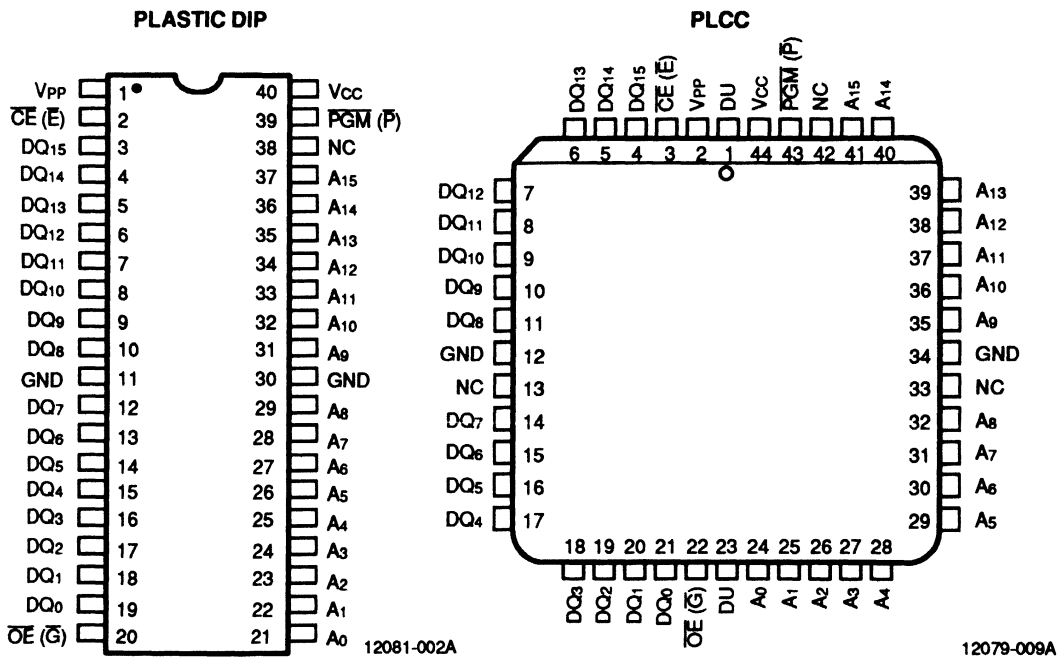 PLASTIC DIP
VPP 1 40 VCC
CE (E) 2 39 PGM (P)
DQ15 3 38 NC
DQ14 4 37 A15
DQ13 5 36 A14
DQ12 6 35 A13
DQ11 7 34 A12
DQ10 8 33 A11
DQ9 9 32 A10
DQ8 10 31 A9
GND 11 30 GND
DQ7 12 29 A8
DQ6 13 28 A7
DQ5 14 27 A6
DQ4 15 26 A5
DQ3 16 25 A4
DQ2 17 24 A3
DQ1 18 23 A2
DQ0 19 22 A1
OE (G) 20 21 A0
12081-002A
PLCC
DQ13 DQ14 DQ15 CE (E) VPP DU VCC PGM (P) NC A15 A14
6 5 4 3 2 1 44 43 42 41 40
DQ12 7 39 A13
DQ11 8 38 A12
DQ10 9 37 A11
DQ9 10 36 A10
DQ8 11 35 A9
GND 12 34 GND
NC 13 33 NC
DQ7 14 32 A8
DQ6 15 31 A7
DQ5 16 30 A6
DQ4 17 29 A5
18 19 20 21 22 23 24 25 26 27 28
DQ3 DQ2 DQ1 DQ0 OE (G) DU A0 A1 A2 A3 A4
12079-009A